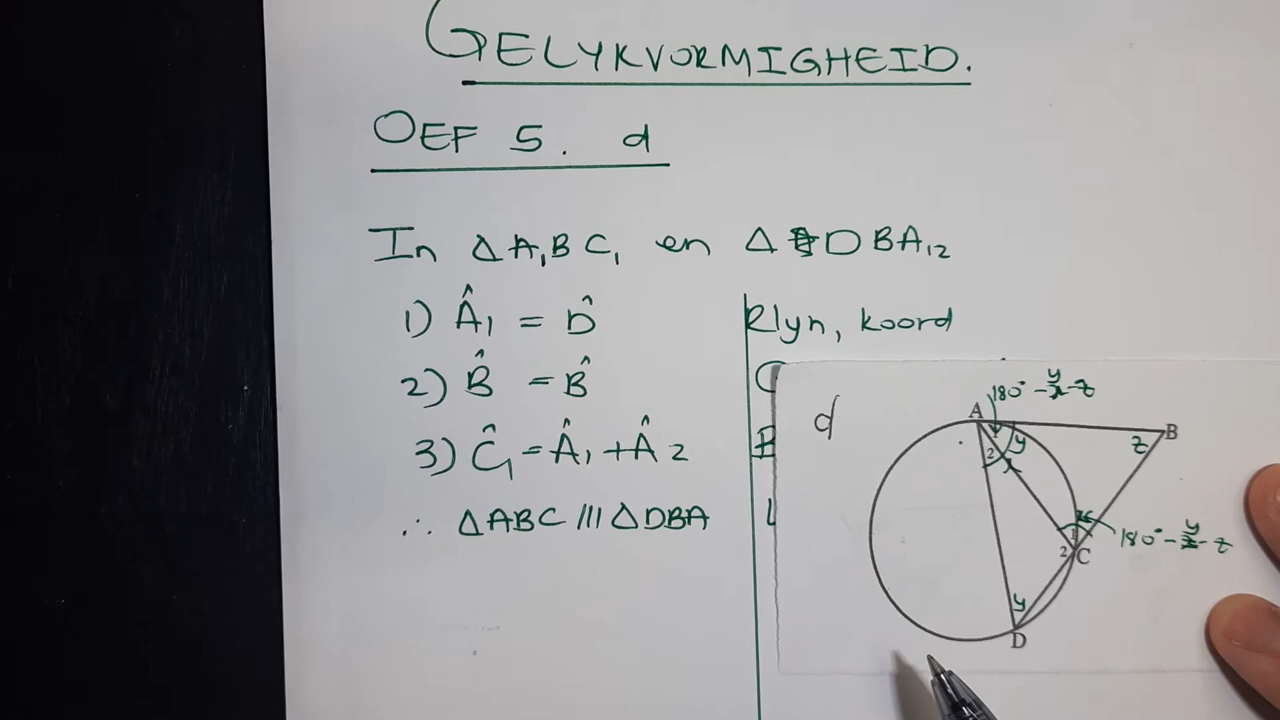 GELYKVORMIGHEID.
OEF 5. d
In ΔA₁BC₁ en Δ DBA₁₂
1) Â₁ = D̂
Rlyn, koord
2) B̂ = B̂
3) Ĉ₁ = Â₁ + Â₂
∴ ΔABC /// ΔDBA
d
180° - y - z
A
B
z
y
2
x
x
1
180° - y - z
2
C
y
D